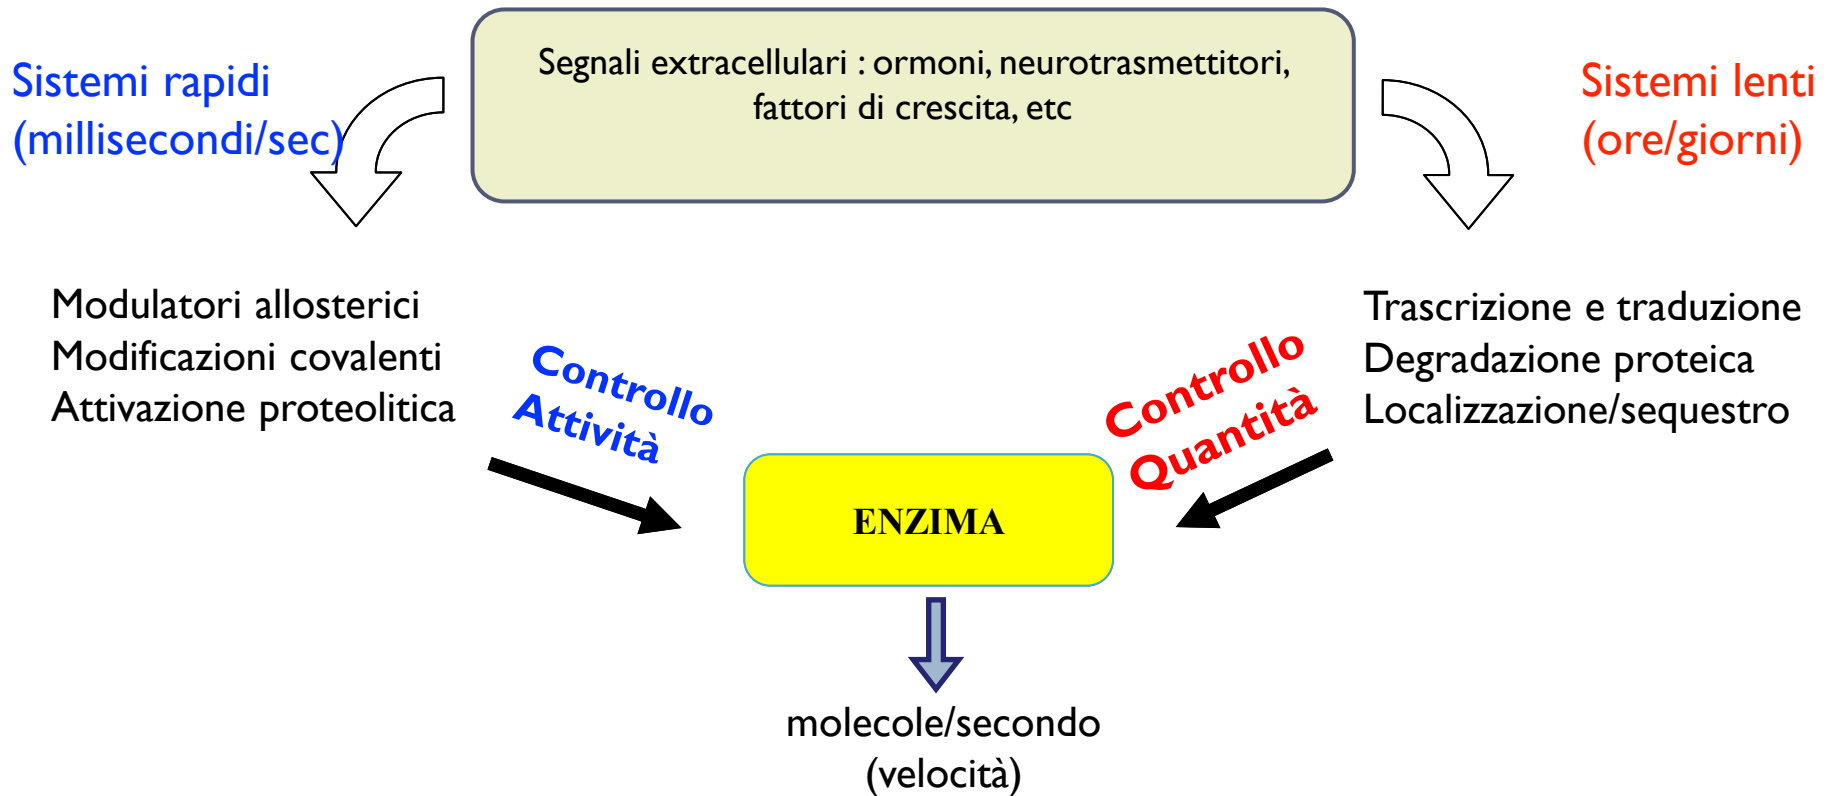 Segnali extracellulari : ormoni, neurotrasmettitori,
fattori di crescita, etc
Sistemi rapidi
(millisecondi/sec)
Sistemi lenti
(ore/giorni)
Modulatori allosterici
Modificazioni covalenti
Attivazione proteolitica
Controllo
Attività
Controllo
Quantità
Trascrizione e traduzione
Degradazione proteica
Localizzazione/sequestro
ENZIMA
molecole/secondo
(velocità)